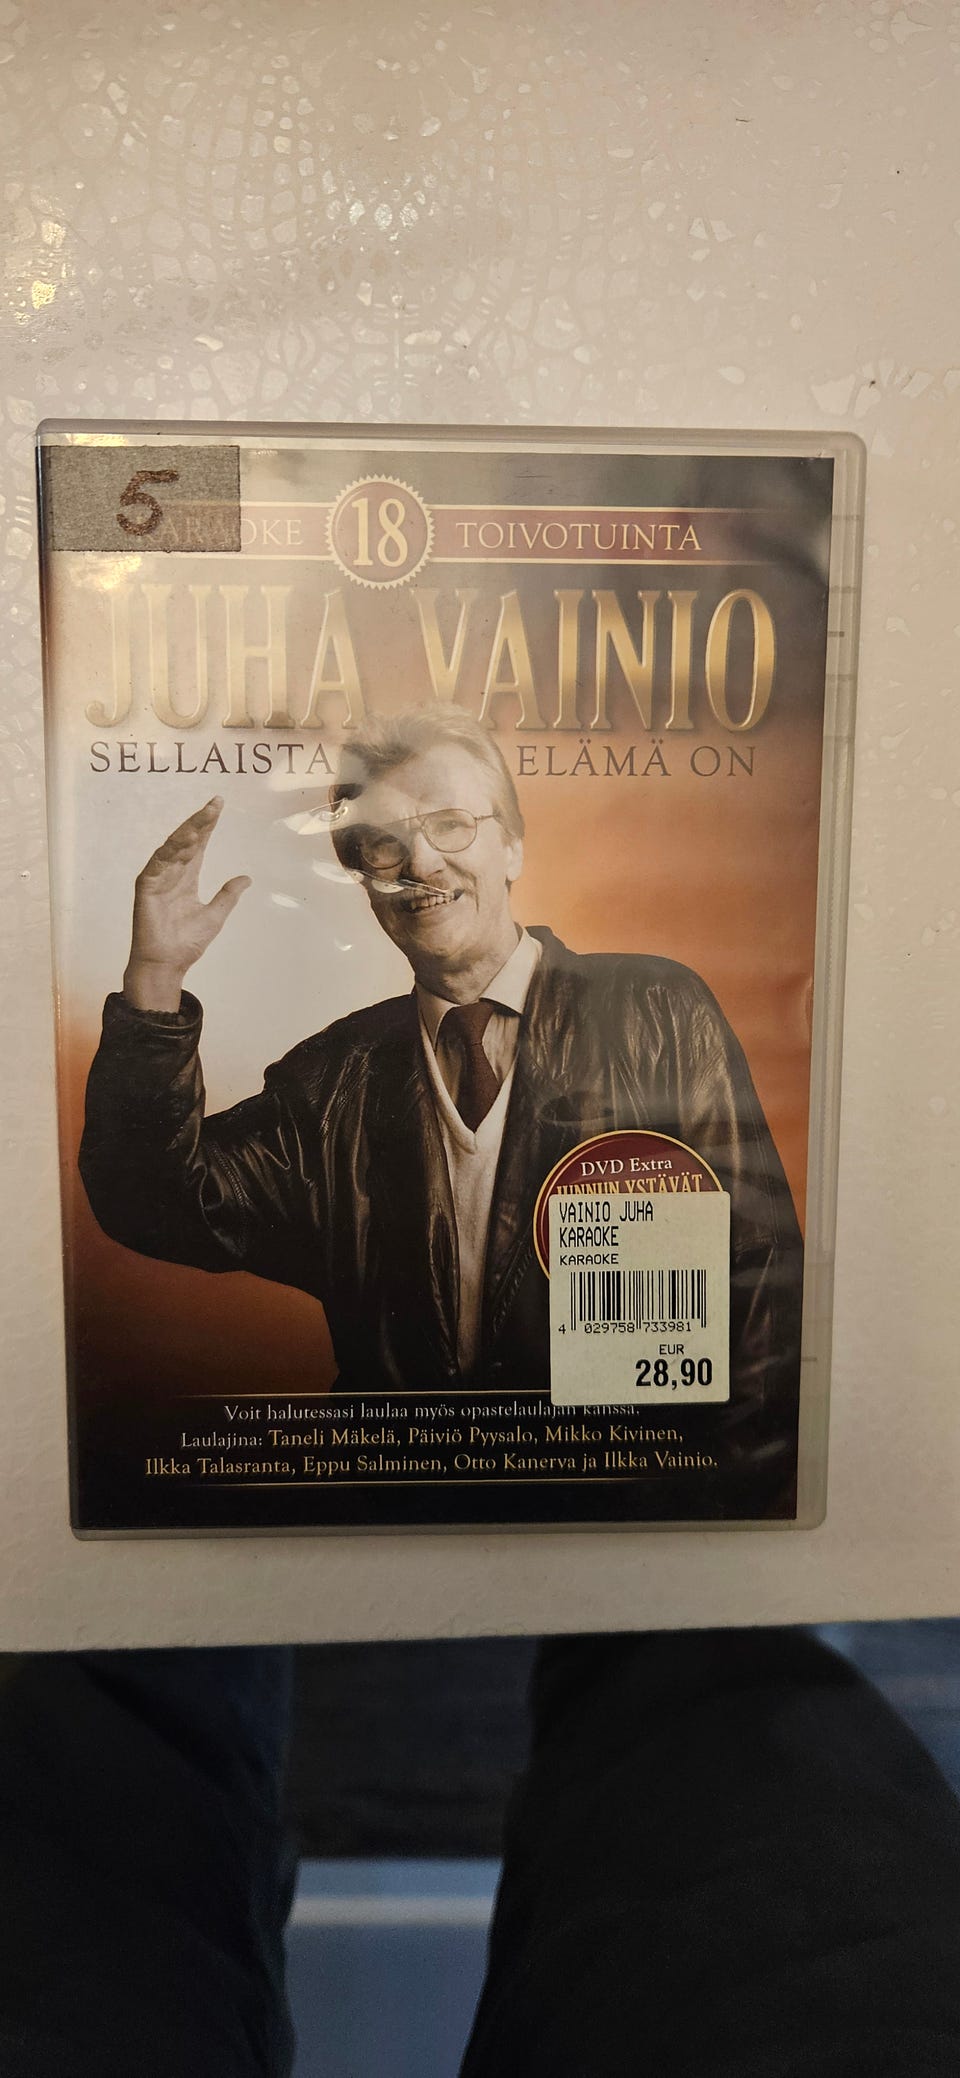 5
KARAOKE 18 TOIVOTUINTA
JUHA VAINIO
SELLAISTA ELÄMÄ ON
DVD Extra
JUNNUN YSTÄVÄT
VAINIO JUHA
KARAOKE
KARAOKE
4 029758 733981
EUR
28,90
Voit halutessasi laulaa myös opastelaulajan kanssa.
Laulajina: Taneli Mäkelä, Päiviö Pyysalo, Mikko Kivinen,
Ilkka Talasranta, Eppu Salminen, Otto Kanerva ja Ilkka Vainio.